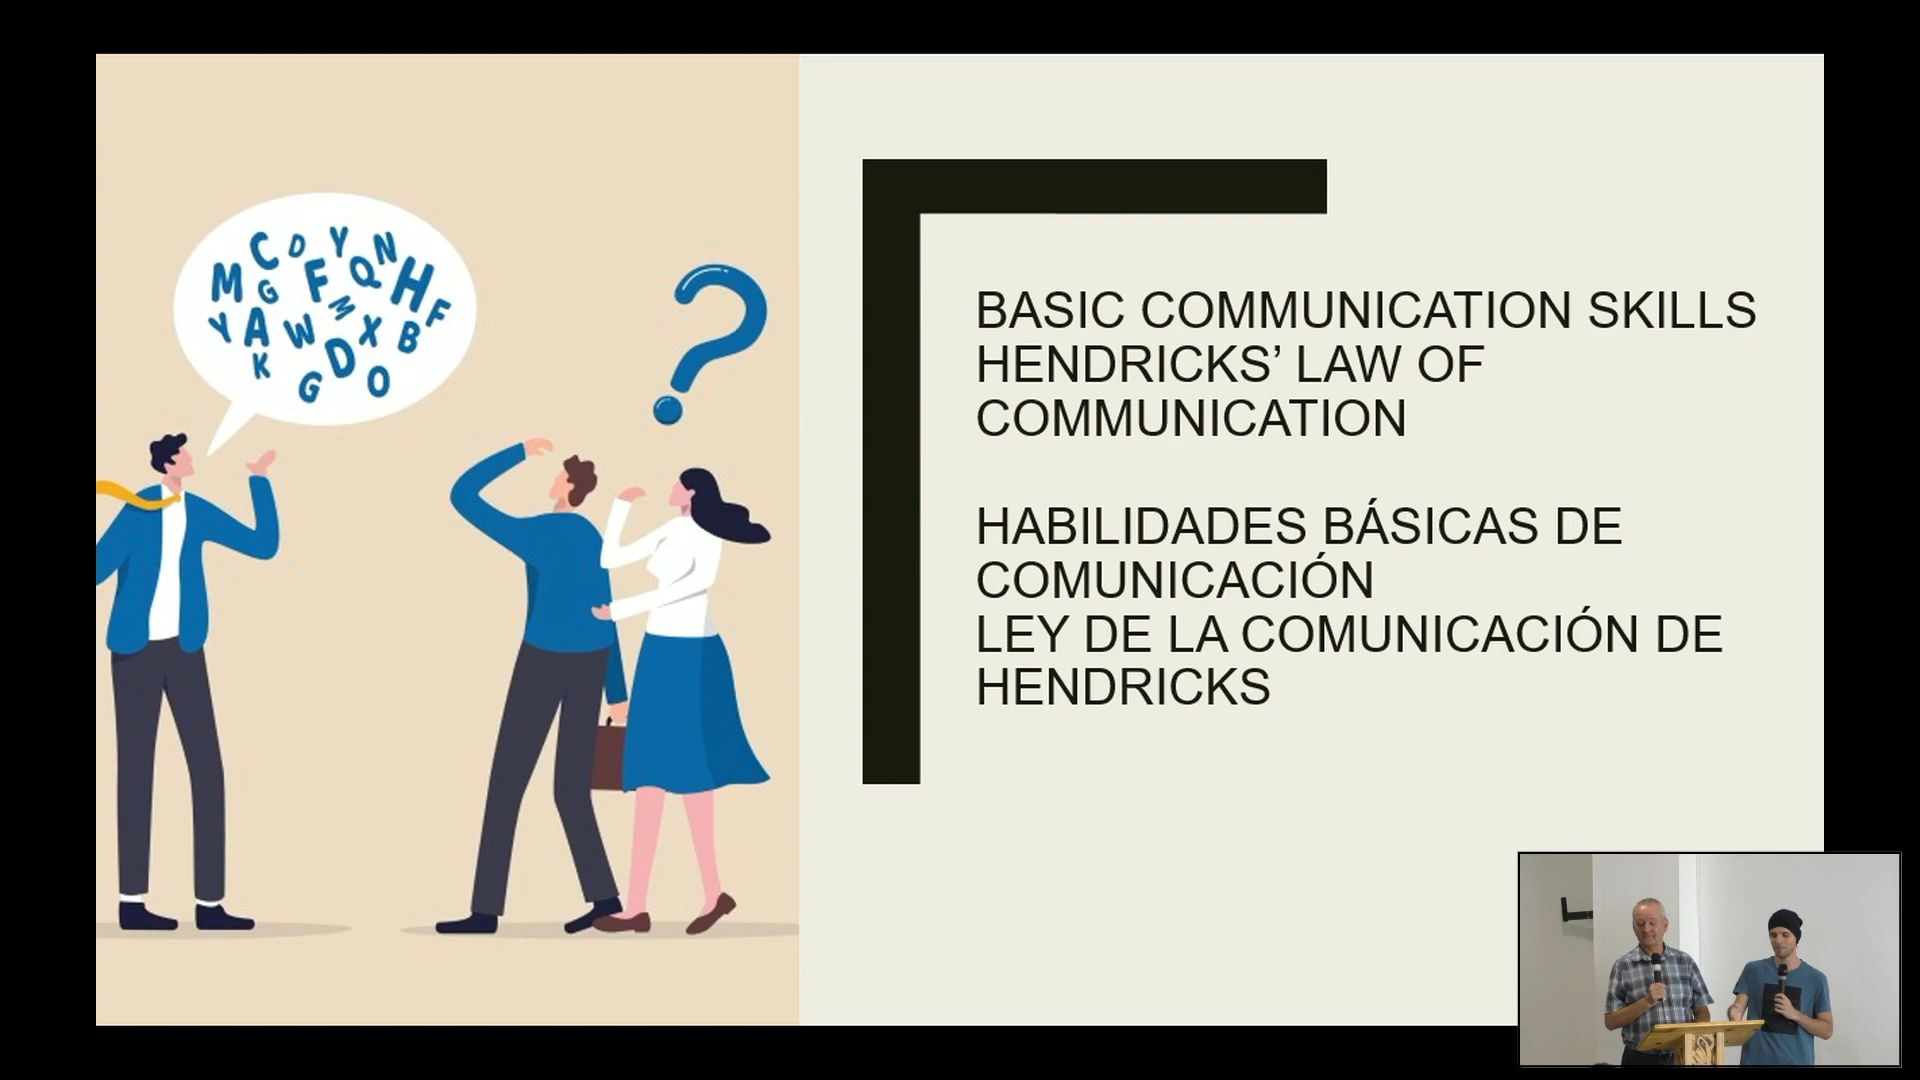 M C D Y Q N H F
G F M
Y A W X B
K G D O
BASIC COMMUNICATION SKILLS
HENDRICKS’ LAW OF
COMMUNICATION
HABILIDADES BÁSICAS DE
COMUNICACIÓN
LEY DE LA COMUNICACIÓN DE
HENDRICKS